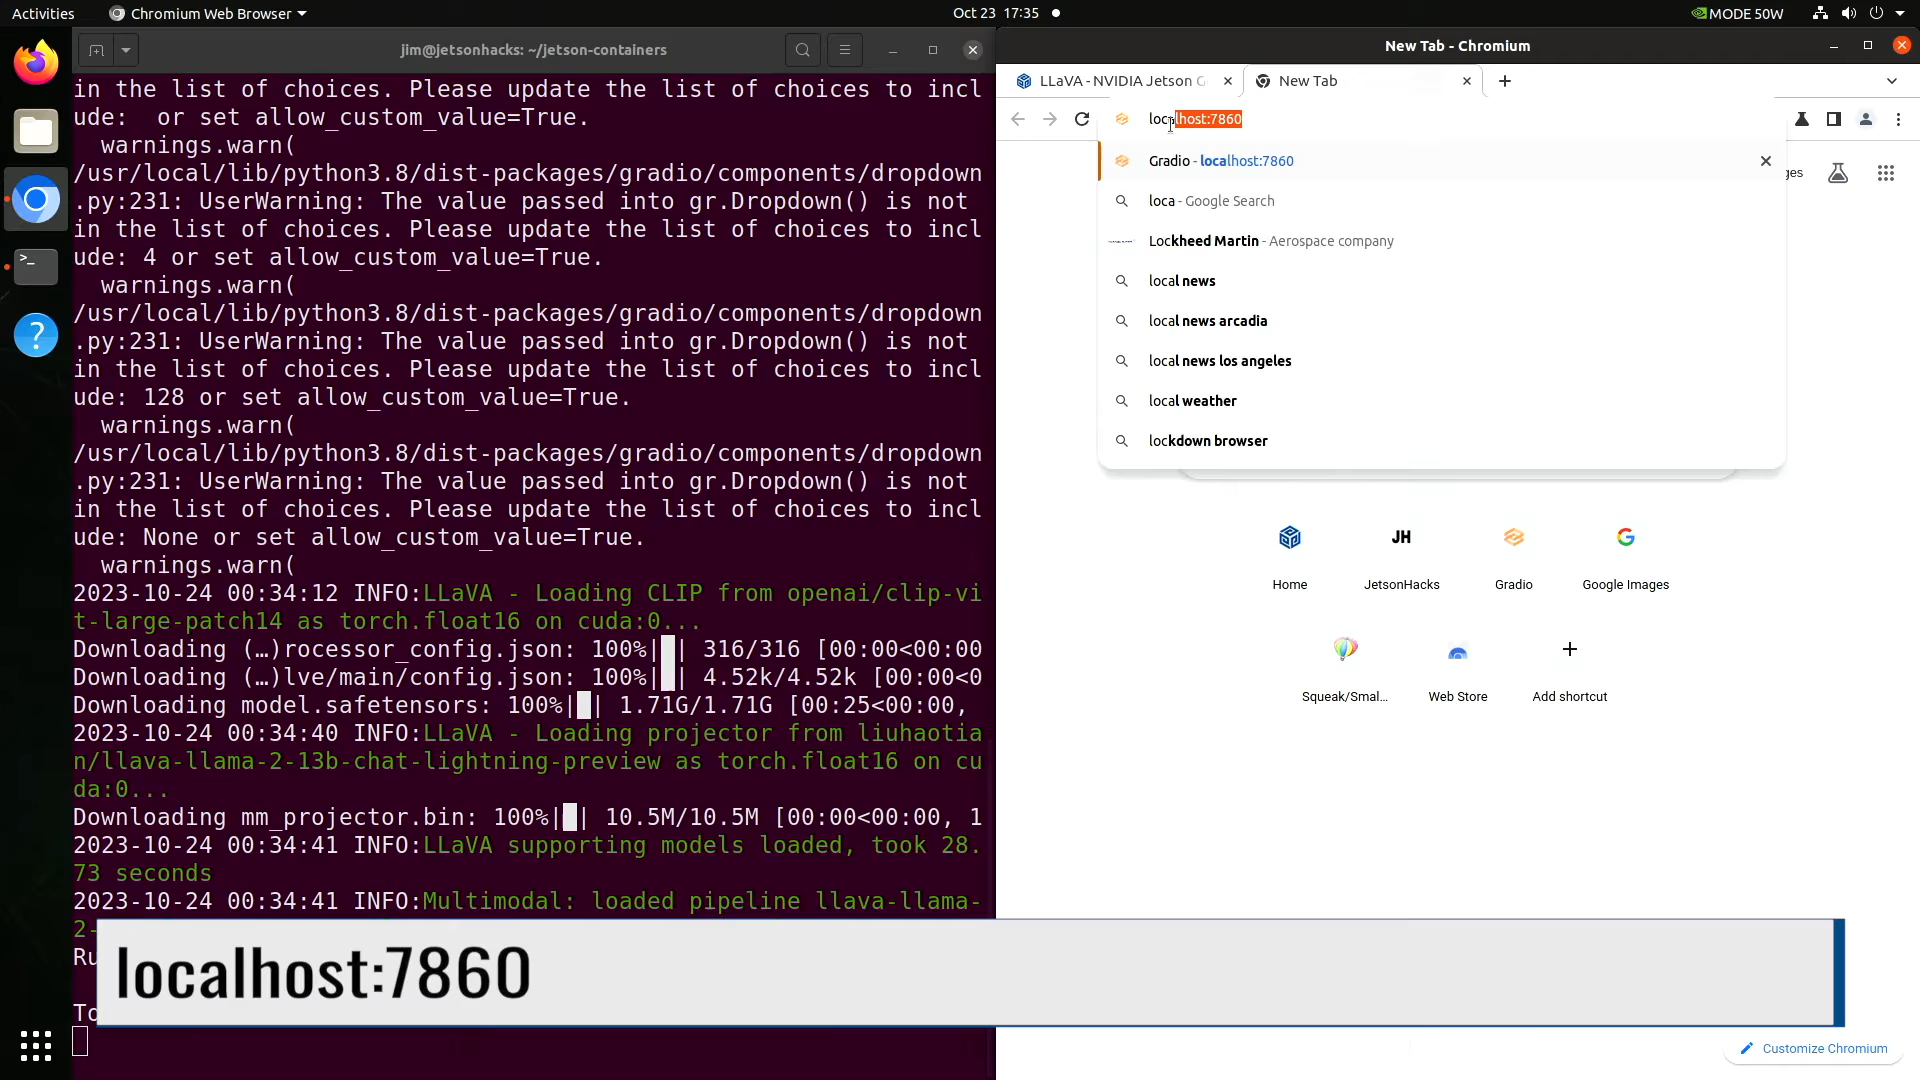 Activities
Chromium Web Browser
Oct 23 17:35
MODE 50W
jim@jetsonhacks: ~/jetson-containers
in the list of choices. Please update the list of choices to incl
ude:  or set allow_custom_value=True.
  warnings.warn(
/usr/local/lib/python3.8/dist-packages/gradio/components/dropdown
.py:231: UserWarning: The value passed into gr.Dropdown() is not
in the list of choices. Please update the list of choices to incl
ude: 4 or set allow_custom_value=True.
  warnings.warn(
/usr/local/lib/python3.8/dist-packages/gradio/components/dropdown
.py:231: UserWarning: The value passed into gr.Dropdown() is not
in the list of choices. Please update the list of choices to incl
ude: 128 or set allow_custom_value=True.
  warnings.warn(
/usr/local/lib/python3.8/dist-packages/gradio/components/dropdown
.py:231: UserWarning: The value passed into gr.Dropdown() is not
in the list of choices. Please update the list of choices to incl
ude: None or set allow_custom_value=True.
  warnings.warn(
2023-10-24 00:34:12 INFO:LLaVA - Loading CLIP from openai/clip-vi
t-large-patch14 as torch.float16 on cuda:0...
Downloading (…)rocessor_config.json: 100%| | 316/316 [00:00<00:00
Downloading (…)lve/main/config.json: 100%| | 4.52k/4.52k [00:00<0
Downloading model.safetensors: 100%| | 1.71G/1.71G [00:25<00:00,
2023-10-24 00:34:40 INFO:LLaVA - Loading projector from liuhaotia
n/llava-llama-2-13b-chat-lightning-preview as torch.float16 on cu
da:0...
Downloading mm_projector.bin: 100%| | 10.5M/10.5M [00:00<00:00, 1
2023-10-24 00:34:41 INFO:LLaVA supporting models loaded, took 28.
73 seconds
2023-10-24 00:34:41 INFO:Multimodal: loaded pipeline llava-llama-
2-
Ru
To
New Tab - Chromium
LLaVA - NVIDIA Jetson G
New Tab
localhost:7860
Gradio - localhost:7860
loca - Google Search
Lockheed Martin - Aerospace company
local news
local news arcadia
local news los angeles
local weather
lockdown browser
ges
Home
JH
JetsonHacks
Gradio
Google Images
Squeak/Smal...
Web Store
Add shortcut
localhost:7860
Customize Chromium